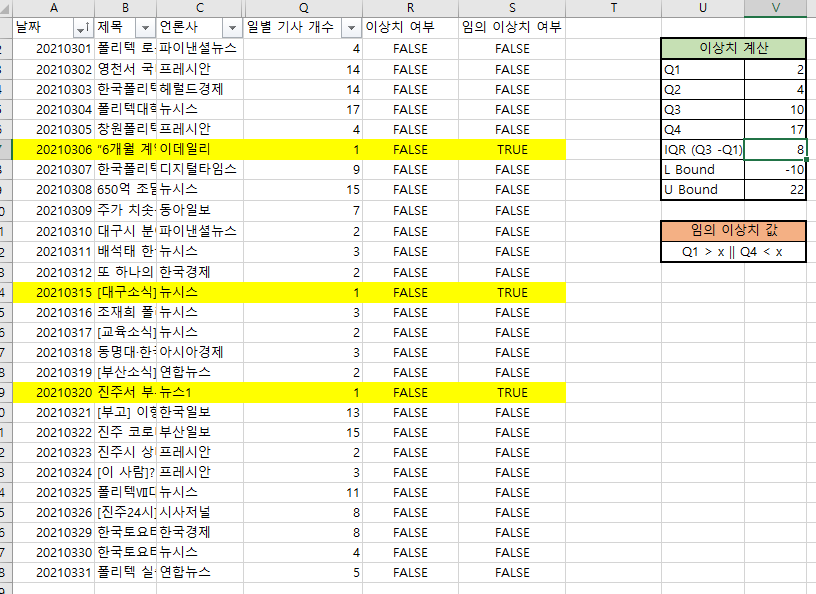 A B C Q R S T U V
날짜 제목 언론사 일별 기사 개수 이상치 여부 임의 이상치 여부
20210301 폴리텍 로 파이낸셜뉴스 4 FALSE FALSE 이상치 계산
20210302 영천서 국 프레시안 14 FALSE FALSE Q1 2
20210303 한국폴리텍 헤럴드경제 14 FALSE FALSE Q2 4
20210304 폴리텍대학 뉴시스 17 FALSE FALSE Q3 10
20210305 창원폴리텍 프레시안 4 FALSE FALSE Q4 17
20210306 "6개월 계약 이데일리 1 FALSE TRUE IQR (Q3 -Q1) 8
20210307 한국폴리텍 디지털타임스 9 FALSE FALSE L Bound -10
20210308 650억 조달 뉴시스 15 FALSE FALSE U Bound 22
20210309 주가 치솟 동아일보 7 FALSE FALSE
20210310 대구시 분 파이낸셜뉴스 2 FALSE FALSE 임의 이상치 값
20210311 배석태 한 뉴시스 3 FALSE FALSE Q1 > x || Q4 < x
20210312 또 하나의 한국경제 2 FALSE FALSE
20210315 [대구소식] 뉴시스 1 FALSE TRUE
20210316 조재희 폴 뉴시스 3 FALSE FALSE
20210317 [교육소식] 뉴시스 2 FALSE FALSE
20210318 동명대·한국 아시아경제 3 FALSE FALSE
20210319 [부산소식] 연합뉴스 2 FALSE FALSE
20210320 진주서 부 뉴스1 1 FALSE TRUE
20210321 [부고] 이형 한국일보 13 FALSE FALSE
20210322 진주 코로 부산일보 15 FALSE FALSE
20210323 진주시 상 프레시안 2 FALSE FALSE
20210324 [이 사람]? 프레시안 3 FALSE FALSE
20210325 폴리텍Ⅶ대 뉴시스 11 FALSE FALSE
20210326 [진주24시] 시사저널 8 FALSE FALSE
20210329 한국토요타 한국경제 8 FALSE FALSE
20210330 한국토요타 뉴시스 4 FALSE FALSE
20210331 폴리텍 실 연합뉴스 5 FALSE FALSE